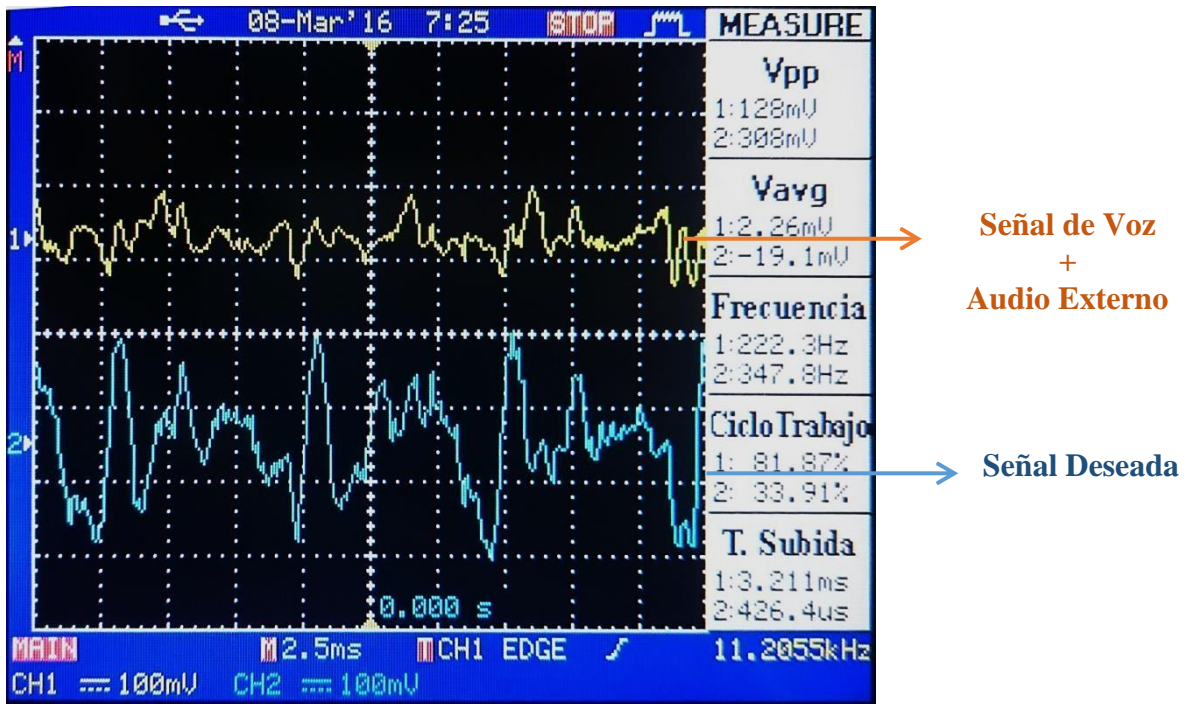 08-Mar'16 7:25 STOP
MEASURE
M
Vpp
1:128mV
2:308mV
Vavg
1:2.26mV
2:-19.1mV
Frecuencia
1:222.3Hz
2:347.8Hz
Ciclo Trabajo
1: 81.87%
2: 33.91%
T. Subida
1:3.211ms
2:426.4us
1
2
0.000 s
MAIN M 2.5ms T CH1 EDGE 11.2055kHz
CH1 100mV CH2 100mV
Señal de Voz
+
Audio Externo
Señal Deseada